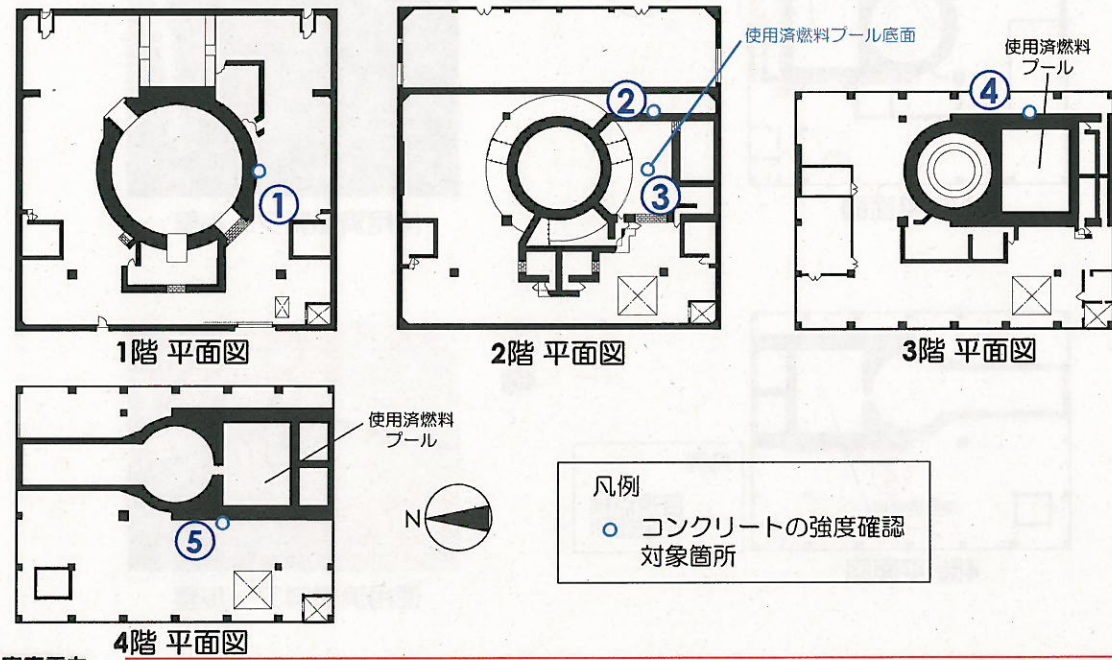 使用済燃料プール底面
使用済燃料
プール
②
④
①
③
1階 平面図
2階 平面図
3階 平面図
使用済燃料
プール
N
⑤
凡例
コンクリートの強度確認
対象箇所
4階 平面図